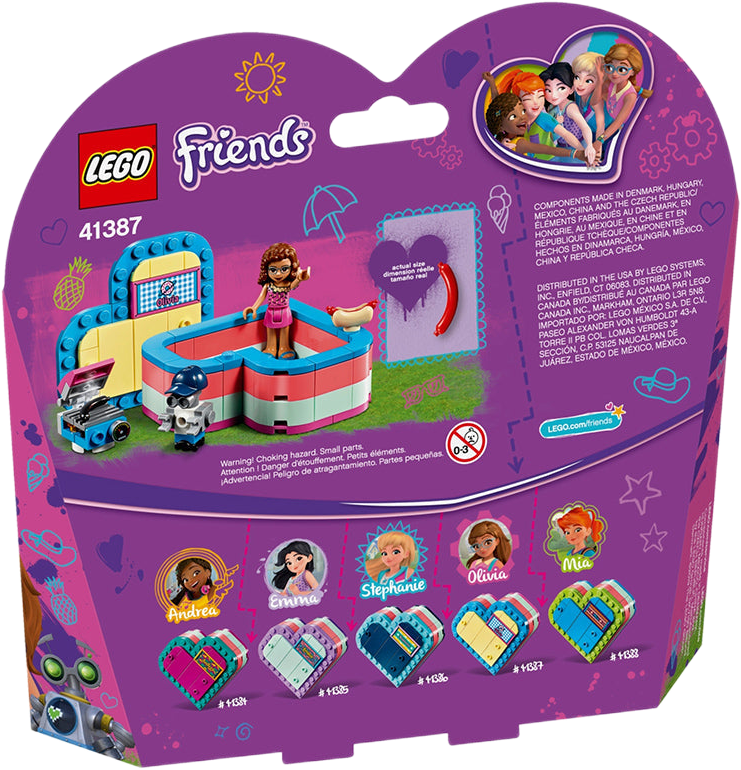 LEGO
Friends
41387
Olivia
actual size
dimension réelle
tamaño real
COMPONENTS MADE IN DENMARK, HUNGARY,
MEXICO, CHINA AND THE CZECH REPUBLIC/
ÉLÉMENTS FABRIQUÉS AU DANEMARK, EN
HONGRIE, AU MEXIQUE, EN CHINE ET EN
RÉPUBLIQUE TCHÈQUE/COMPONENTES
HECHOS EN DINAMARCA, HUNGRÍA, MÉXICO,
CHINA Y REPÚBLICA CHECA.
DISTRIBUTED IN THE USA BY LEGO SYSTEMS,
INC., ENFIELD, CT 06083. DISTRIBUTED IN
CANADA BY/DISTRIBUÉ AU CANADA PAR LEGO
CANADA INC., MARKHAM, ONTARIO L3R 5N8.
IMPORTADO POR: LEGO MÉXICO S.A. DE C.V.,
PASEO ALEXANDER VON HUMBOLDT 43-A
TORRE II PB COL. LOMAS VERDES 3ª
SECCIÓN, C.P. 53125 NAUCALPAN DE
JUÁREZ, ESTADO DE MÉXICO, MÉXICO.
LEGO.com/friends
Warning! Choking hazard. Small parts.
Attention ! Danger d'étouffement. Petits éléments.
¡Advertencia! Peligro de atragantamiento. Partes pequeñas.
0-3
Andrea
Emma
Stephanie
Olivia
Mia
#41384
#41385
#41386
#41387
#41388